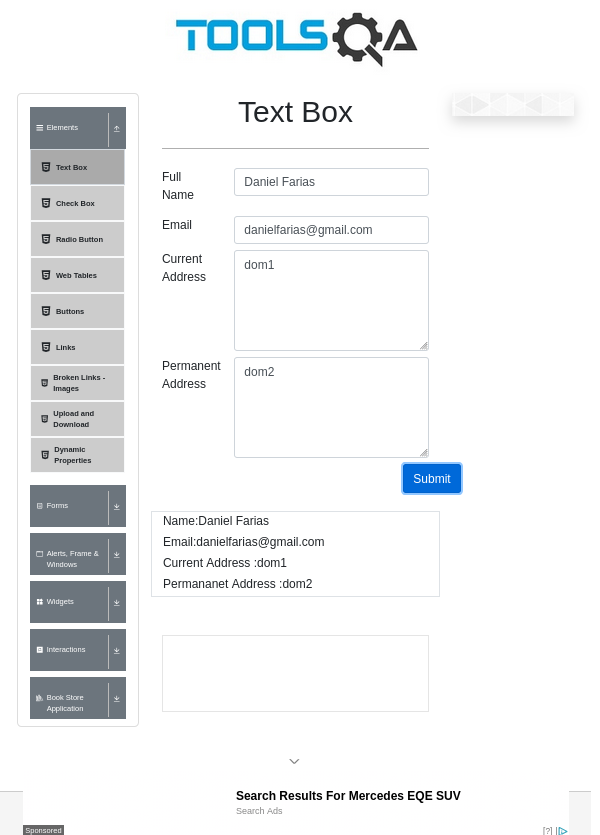 TOOLSQA
Elements
Text Box
Check Box
Radio Button
Web Tables
Buttons
Links
Broken Links -
Images
Upload and
Download
Dynamic
Properties
Forms
Alerts, Frame &
Windows
Widgets
Interactions
Book Store
Application
Text Box
Full
Name
Daniel Farias
Email
danielfarias@gmail.com
Current
Address
dom1
Permanent
Address
dom2
Submit
Name:Daniel Farias
Email:danielfarias@gmail.com
Current Address :dom1
Permananet Address :dom2
Search Results For Mercedes EQE SUV
Search Ads
Sponsored
[?]